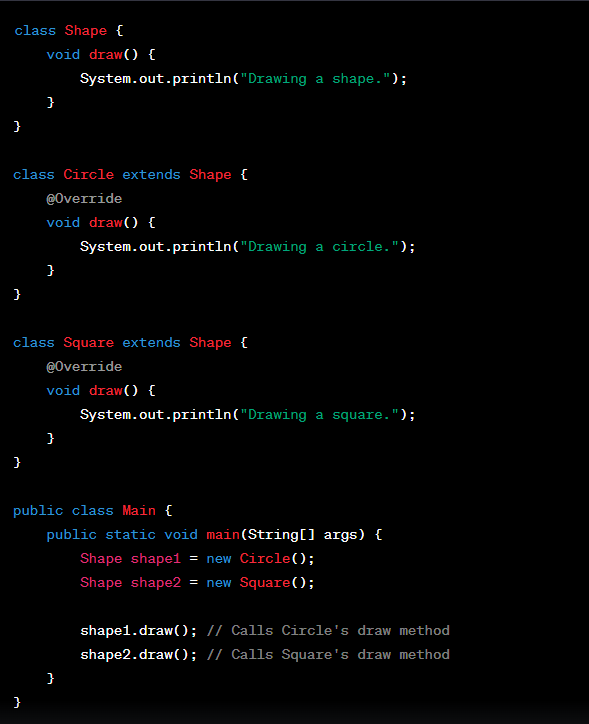 class Shape {
    void draw() {
        System.out.println("Drawing a shape.");
    }
}

class Circle extends Shape {
    @Override
    void draw() {
        System.out.println("Drawing a circle.");
    }
}

class Square extends Shape {
    @Override
    void draw() {
        System.out.println("Drawing a square.");
    }
}

public class Main {
    public static void main(String[] args) {
        Shape shape1 = new Circle();
        Shape shape2 = new Square();

        shape1.draw(); // Calls Circle's draw method
        shape2.draw(); // Calls Square's draw method
    }
}